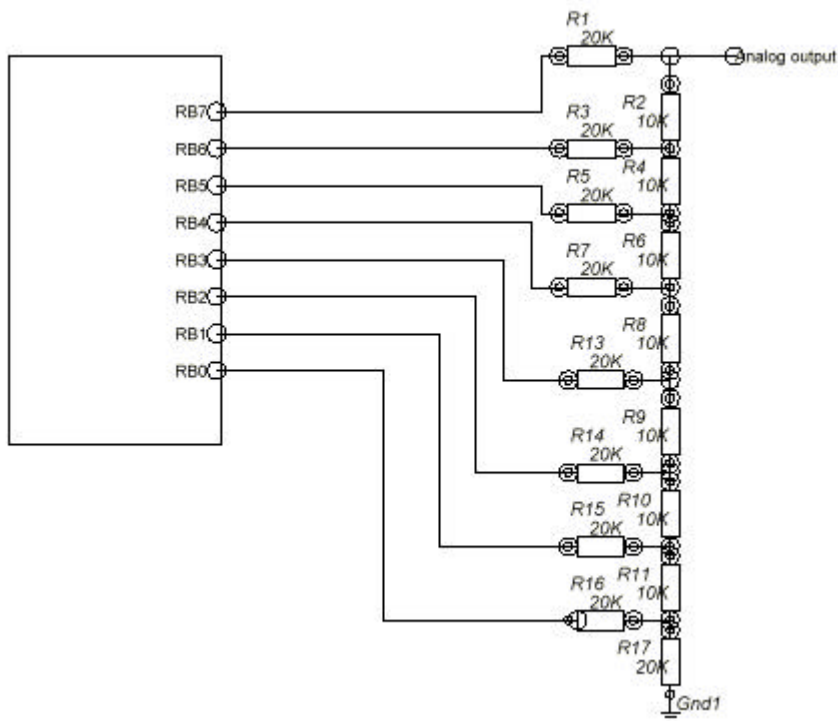 R1
20K
Analog output
RB7
R3
20K
R2
10K
RB6
R5
20K
R4
10K
RB5
RB4
R7
20K
R6
10K
RB3
RB2
R13
20K
R8
10K
RB1
RB0
R14
20K
R9
10K
R15
20K
R10
10K
R16
20K
R11
10K
R17
20K
Gnd1